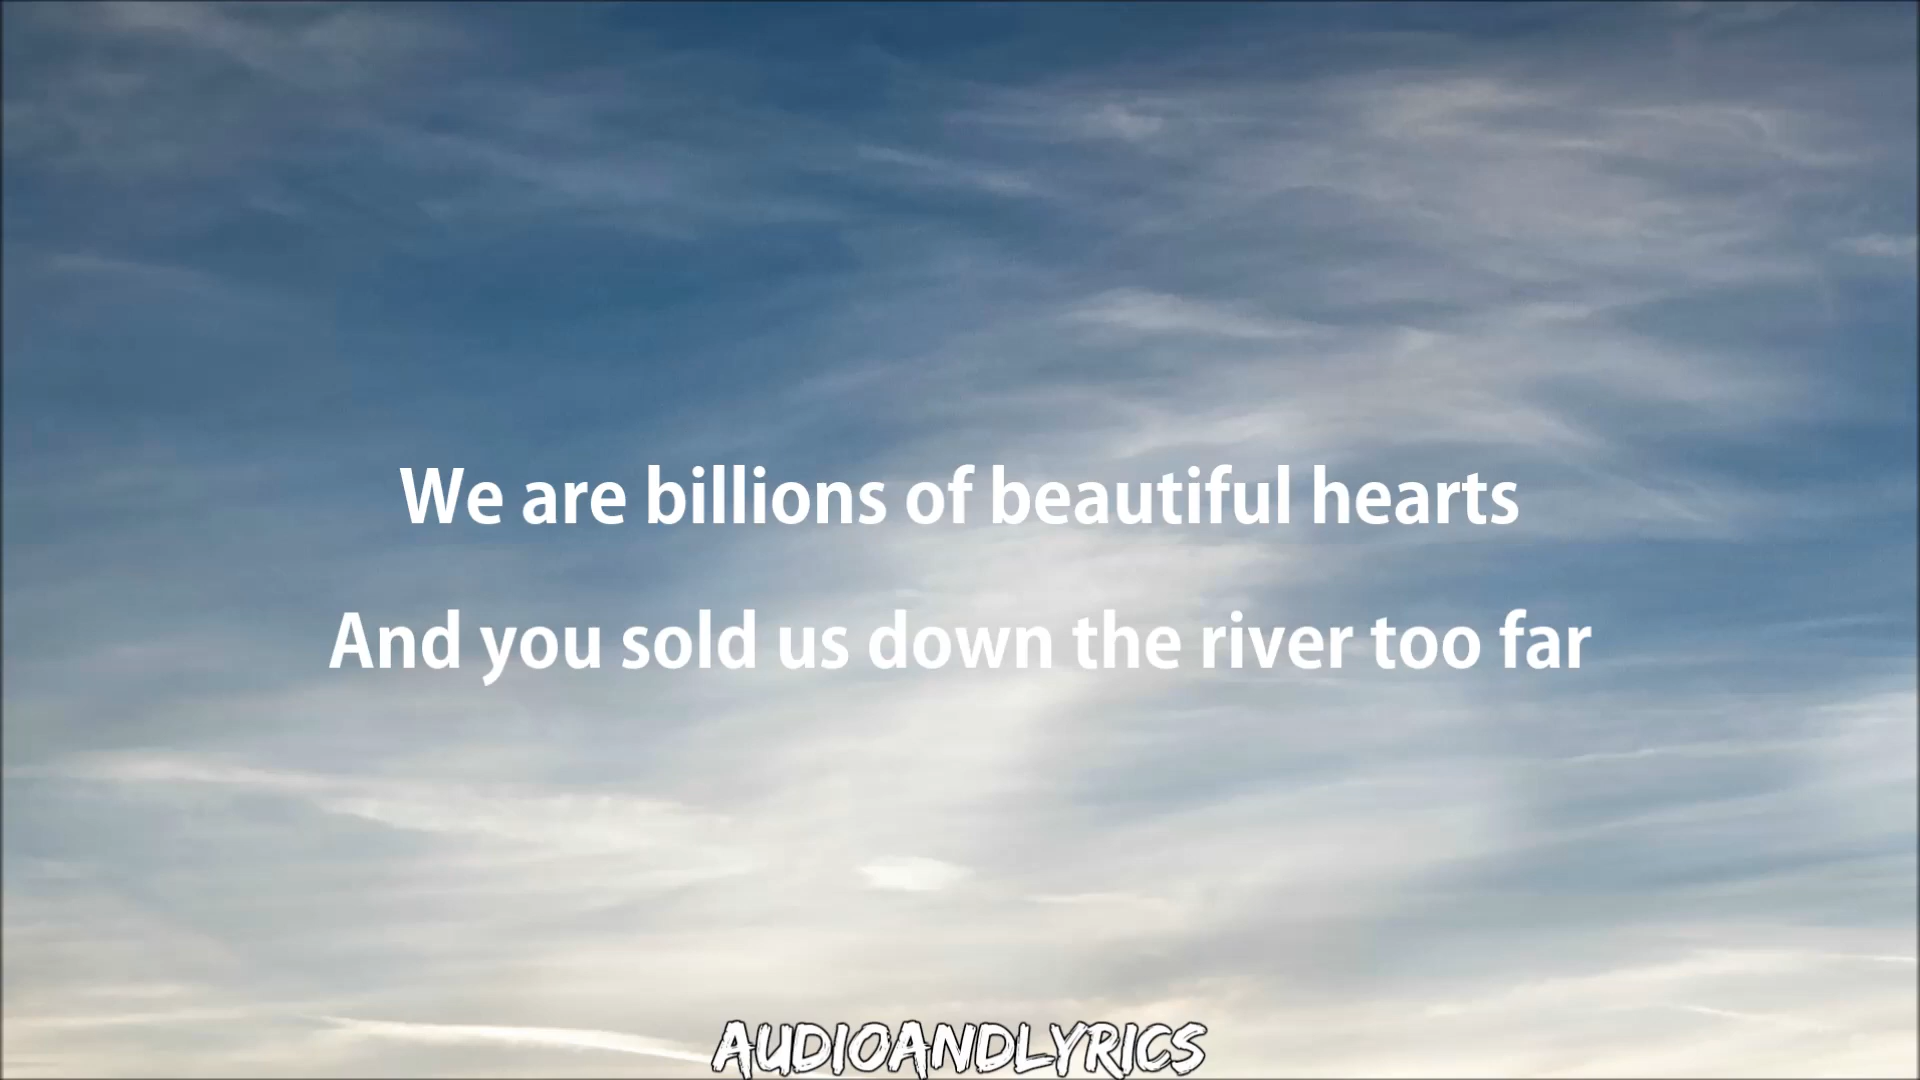 We are billions of beautiful hearts
And you sold us down the river too far
AUDIOANDLYRICS